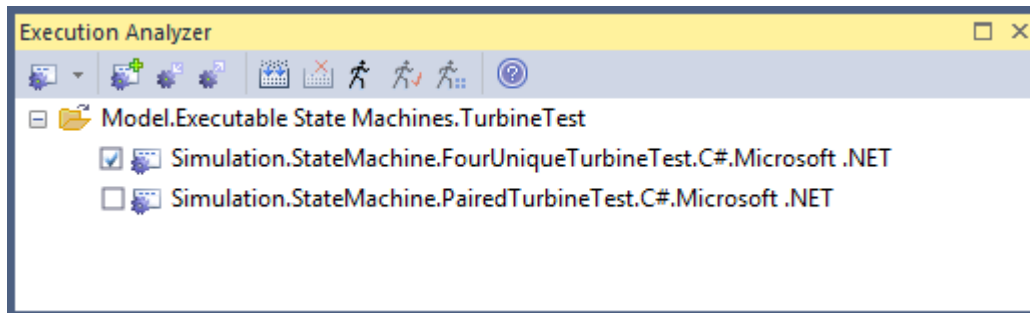 Execution Analyzer
Model.Executable State Machines.TurbineTest
Simulation.StateMachine.FourUniqueTurbineTest.C#.Microsoft .NET
Simulation.StateMachine.PairedTurbineTest.C#.Microsoft .NET